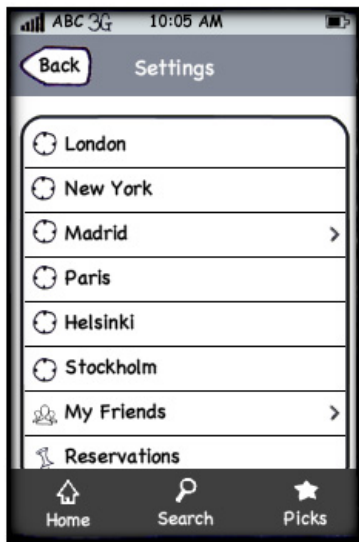 ABC 3G 10:05 AM
Back Settings
London
New York
Madrid
Paris
Helsinki
Stockholm
My Friends
Reservations
Home Search Picks